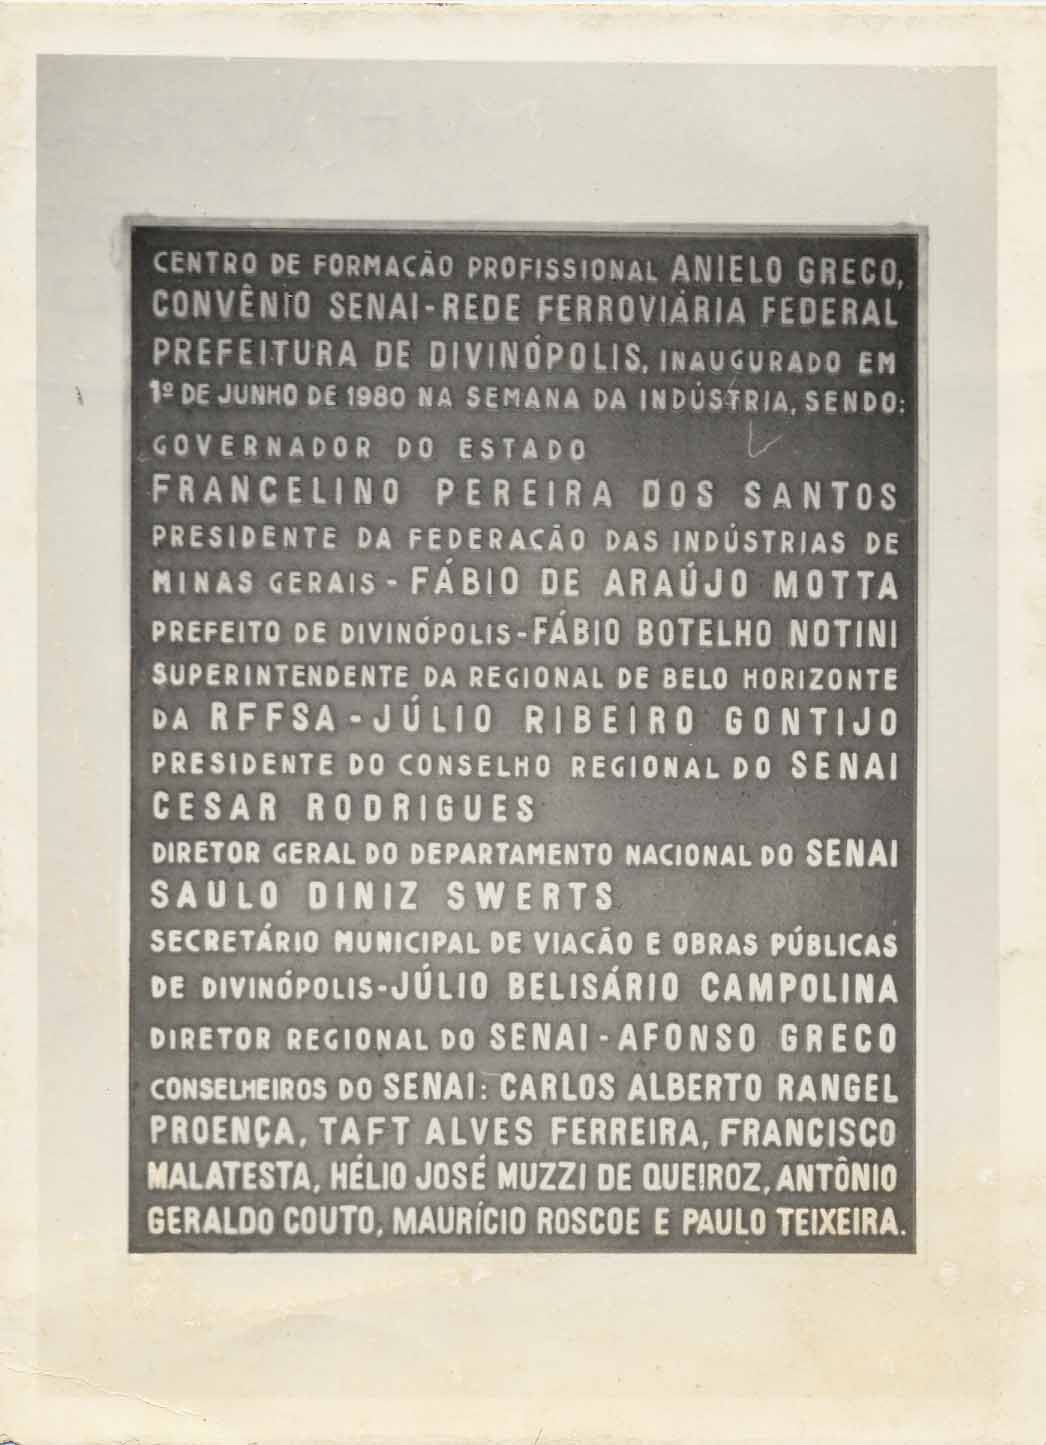 CENTRO DE FORMAÇÃO PROFISSIONAL ANIELO GRECO,
CONVÊNIO SENAI-REDE FERROVIÁRIA FEDERAL
PREFEITURA DE DIVINÓPOLIS, INAUGURADO EM
1º DE JUNHO DE 1980 NA SEMANA DA INDÚSTRIA, SENDO:
GOVERNADOR DO ESTADO
FRANCELINO PEREIRA DOS SANTOS
PRESIDENTE DA FEDERAÇÃO DAS INDÚSTRIAS DE
MINAS GERAIS - FÁBIO DE ARAÚJO MOTTA
PREFEITO DE DIVINÓPOLIS-FÁBIO BOTELHO NOTINI
SUPERINTENDENTE DA REGIONAL DE BELO HORIZONTE
DA RFFSA - JÚLIO RIBEIRO GONTIJO
PRESIDENTE DO CONSELHO REGIONAL DO SENAI
CESAR RODRIGUES
DIRETOR GERAL DO DEPARTAMENTO NACIONAL DO SENAI
SAULO DINIZ SWERTS
SECRETÁRIO MUNICIPAL DE VIAÇÃO E OBRAS PÚBLICAS
DE DIVINÓPOLIS-JÚLIO BELISÁRIO CAMPOLINA
DIRETOR REGIONAL DO SENAI - AFONSO GRECO
CONSELHEIROS DO SENAI: CARLOS ALBERTO RANGEL
PROENÇA, TAFT ALVES FERREIRA, FRANCISCO
MALATESTA, HÉLIO JOSÉ MUZZI DE QUEIROZ, ANTÔNIO
GERALDO COUTO, MAURÍCIO ROSCOE E PAULO TEIXEIRA.